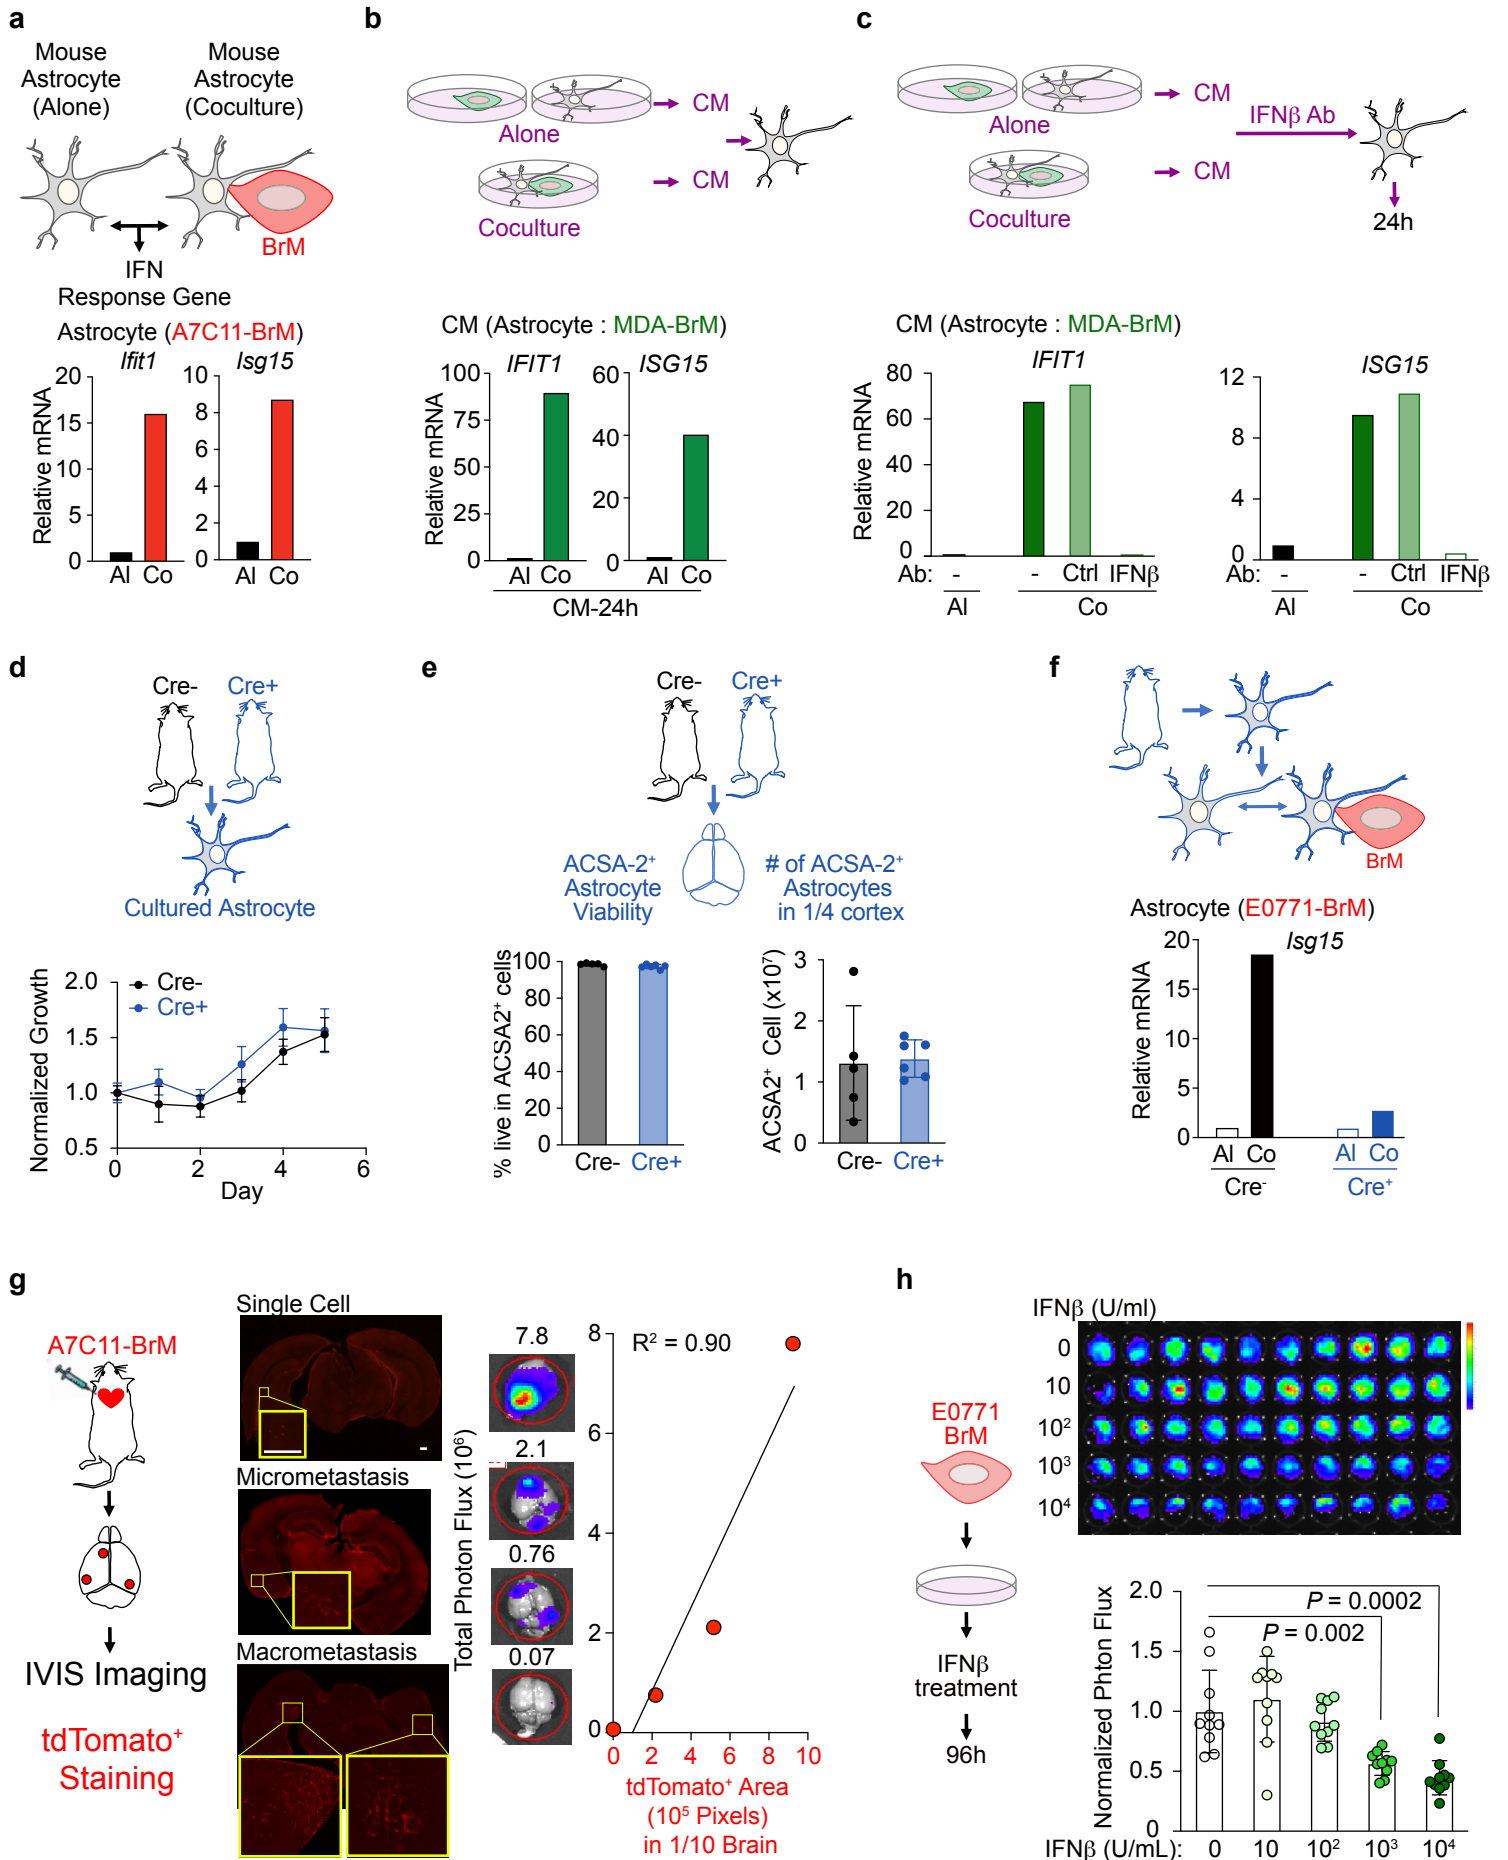 a
Mouse
Astrocyte
(Alone)
Mouse
Astrocyte
(Coculture)
BrM
IFN
Response Gene
Astrocyte (A7C11-BrM)
Ifit1
Isg15
Relative mRNA
20
15
10
5
0
10
8
6
4
2
0
Al Co
Al Co
b
Alone
CM
Coculture
CM
CM (Astrocyte : MDA-BrM)
IFIT1
ISG15
Relative mRNA
100
75
50
25
0
60
40
20
0
Al Co
Al Co
CM-24h
c
Alone
CM
IFNβ Ab
Coculture
CM
24h
CM (Astrocyte : MDA-BrM)
IFIT1
ISG15
Relative mRNA
80
60
40
20
0
12
8
4
0
Ab: - - Ctrl IFNβ
Al Co
Ab: - - Ctrl IFNβ
Al Co
d
Cre- Cre+
Cultured Astrocyte
Normalized Growth
2.0
1.5
1.0
0.5
Cre-
Cre+
0 2 4 6
Day
e
Cre- Cre+
ACSA-2⁺
Astrocyte
Viability
# of ACSA-2⁺
Astrocytes
in 1/4 cortex
% live in ACSA2⁺ cells
100
80
60
40
20
0
Cre- Cre+
ACSA2⁺ Cell (x10⁷)
3
2
1
0
Cre- Cre+
f
BrM
Astrocyte (E0771-BrM)
Isg15
Relative mRNA
20
15
10
5
0
Al Co Al Co
Cre⁻ Cre⁺
g
A7C11-BrM
IVIS Imaging
tdTomato⁺
Staining
Single Cell
Micrometastasis
Macrometastasis
Total Photon Flux (10⁶)
7.8
2.1
0.76
0.07
R² = 0.90
8
6
4
2
0
0 2 4 6 8 10
tdTomato⁺ Area
(10⁵ Pixels)
in 1/10 Brain
h
E0771
BrM
IFNβ
treatment
96h
IFNβ (U/ml)
0
10
10²
10³
10⁴
Normalized Phton Flux
2.0
1.5
1.0
0.5
0
P = 0.0002
P = 0.002
IFNβ (U/mL): 0 10 10² 10³ 10⁴